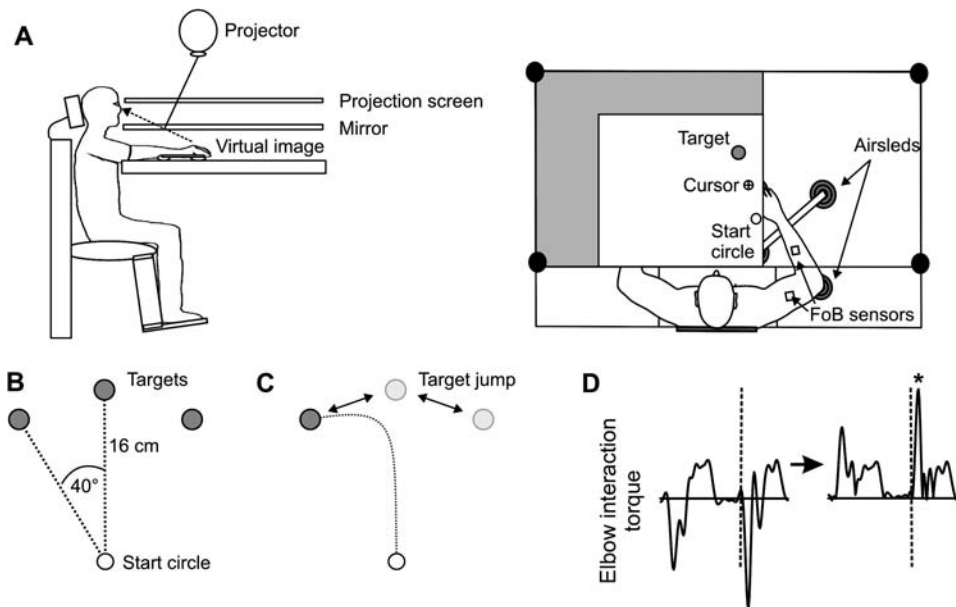 A
Projector
Projection screen
Mirror
Virtual image
Target
Cursor
Start
circle
Airsleds
FoB sensors
B
Targets
16 cm
40°
Start circle
C
Target jump
D
Elbow interaction
torque
*